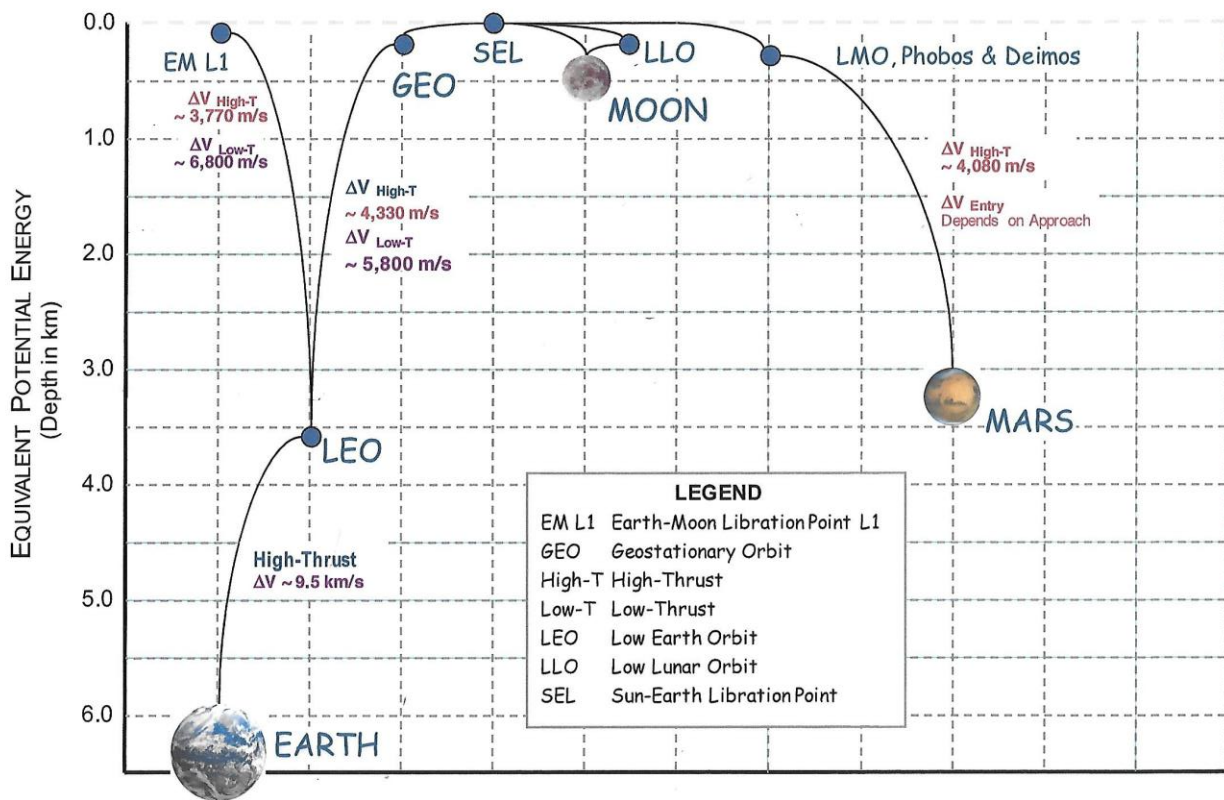 EQUIVALENT POTENTIAL ENERGY
(Depth in km)
0.0
1.0
2.0
3.0
4.0
5.0
6.0
EM L1
ΔV High-T
~ 3,770 m/s
ΔV Low-T
~ 6,800 m/s
GEO
ΔV High-T
~ 4,330 m/s
ΔV Low-T
~ 5,800 m/s
SEL
LLO
MOON
LMO, Phobos & Deimos
ΔV High-T
~ 4,080 m/s
ΔV Entry
Depends on Approach
MARS
LEO
High-Thrust
ΔV ~ 9.5 km/s
EARTH
LEGEND
EM L1 Earth-Moon Libration Point L1
GEO Geostationary Orbit
High-T High-Thrust
Low-T Low-Thrust
LEO Low Earth Orbit
LLO Low Lunar Orbit
SEL Sun-Earth Libration Point